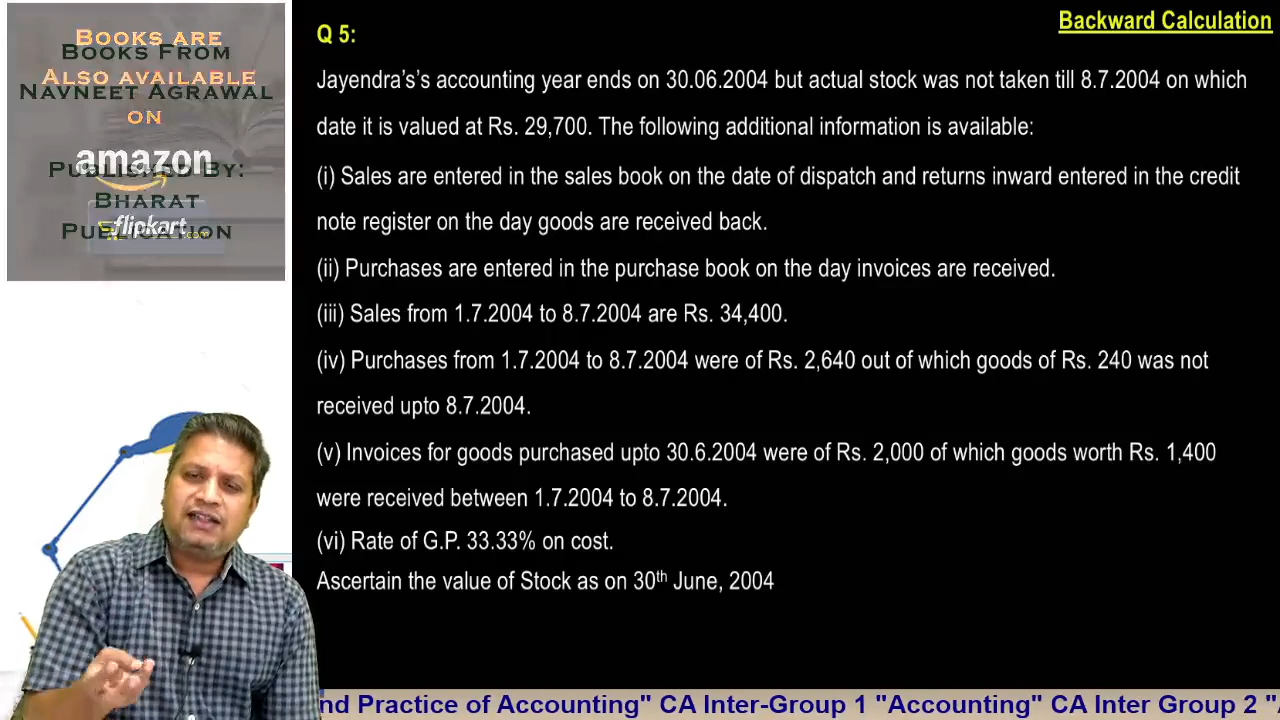 Backward Calculation
Books are
Books From
Also available
Navneet Agrawal
on
amazon
Published By:
Bharat
flipkart.com
Publication
Q 5:
Jayendra's's accounting year ends on 30.06.2004 but actual stock was not taken till 8.7.2004 on which
date it is valued at Rs. 29,700. The following additional information is available:
(i) Sales are entered in the sales book on the date of dispatch and returns inward entered in the credit
note register on the day goods are received back.
(ii) Purchases are entered in the purchase book on the day invoices are received.
(iii) Sales from 1.7.2004 to 8.7.2004 are Rs. 34,400.
(iv) Purchases from 1.7.2004 to 8.7.2004 were of Rs. 2,640 out of which goods of Rs. 240 was not
received upto 8.7.2004.
(v) Invoices for goods purchased upto 30.6.2004 were of Rs. 2,000 of which goods worth Rs. 1,400
were received between 1.7.2004 to 8.7.2004.
(vi) Rate of G.P. 33.33% on cost.
Ascertain the value of Stock as on 30th June, 2004
nd Practice of Accounting" CA Inter-Group 1 "Accounting" CA Inter Group 2 "